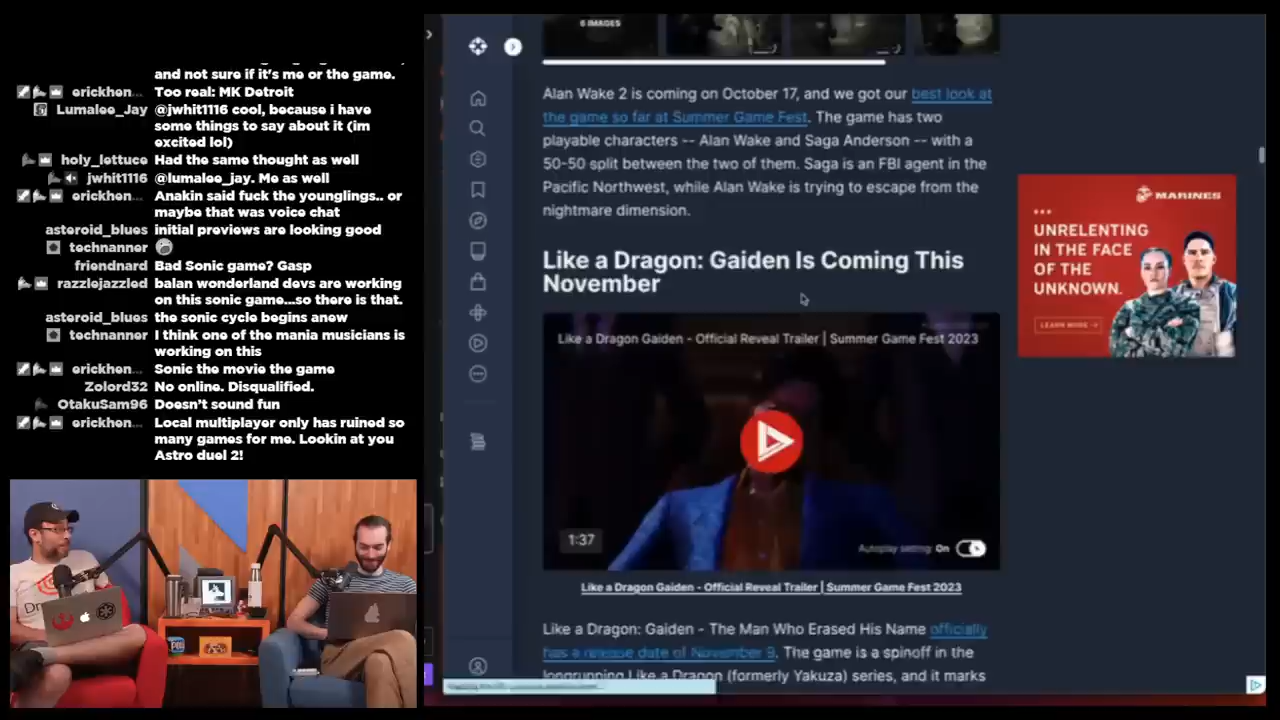 and not sure if it's me or the game.
erickhen... Too real: MK Detroit
Lumalee_Jay @jwhit1116 cool, because i have
some things to say about it (im
excited lol)
holy_lettuce Had the same thought as well
jwhit1116 @lumalee_jay. Me as well
erickhen... Anakin said fuck the younglings.. or
maybe that was voice chat
asteroid_blues initial previews are looking good
technanner
friendnard Bad Sonic game? Gasp
razzlejazzled balan wonderland devs are working
on this sonic game...so there is that.
asteroid_blues the sonic cycle begins anew
technanner I think one of the mania musicians is
working on this
erickhen... Sonic the movie the game
Zolord32 No online. Disqualified.
OtakuSam96 Doesn't sound fun
erickhen... Local multiplayer only has ruined so
many games for me. Lookin at you
Astro duel 2!
6 IMAGES
Alan Wake 2 is coming on October 17, and we got our best look at
the game so far at Summer Game Fest. The game has two
playable characters -- Alan Wake and Saga Anderson -- with a
50-50 split between the two of them. Saga is an FBI agent in the
Pacific Northwest, while Alan Wake is trying to escape from the
nightmare dimension.
Like a Dragon: Gaiden Is Coming This
November
Like a Dragon Gaiden - Official Reveal Trailer | Summer Game Fest 2023
1:37
Autoplay setting: On
Like a Dragon Gaiden - Official Reveal Trailer | Summer Game Fest 2023
Like a Dragon: Gaiden - The Man Who Erased His Name officially
has a release date of November 9. The game is a spinoff in the
longrunning Like a Dragon (formerly Yakuza) series, and it marks
MARINES
UNRELENTING
IN THE FACE
OF THE
UNKNOWN.
LEARN MORE